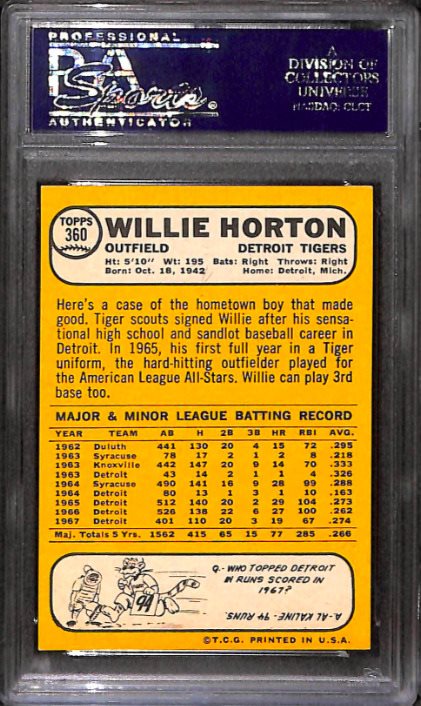 PROFESSIONAL
PSA
Sports ®
AUTHENTICATOR
A
DIVISION OF
COLLECTORS
UNIVERSE
NASDAQ: CLCT
TOPPS
360
WILLIE HORTON
OUTFIELD DETROIT TIGERS
Ht: 5'10" Wt: 195 Bats: Right Throws: Right
Born: Oct. 18, 1942 Home: Detroit, Mich.
Here's a case of the hometown boy that made
good. Tiger scouts signed Willie after his sensa-
tional high school and sandlot baseball career in
Detroit. In 1965, his first full year in a Tiger
uniform, the hard-hitting outfielder played for
the American League All-Stars. Willie can play 3rd
base too.
MAJOR & MINOR LEAGUE BATTING RECORD
YEAR TEAM AB H 2B 3B HR RBI AVG.
1962 Duluth 441 130 20 4 15 72 .295
1963 Syracuse 78 17 2 1 2 8 .218
1963 Knoxville 442 147 20 9 14 70 .333
1963 Detroit 43 14 2 1 1 4 .326
1964 Syracuse 490 141 16 9 28 99 .288
1964 Detroit 80 13 1 3 1 10 .163
1965 Detroit 512 140 20 2 29 104 .273
1966 Detroit 526 138 22 6 27 100 .262
1967 Detroit 401 110 20 3 19 67 .274
Maj. Totals 5 Yrs. 1562 415 65 15 77 285 .266
94
Q-WHO TOPPED DETROIT
IN RUNS SCORED IN
1967?
A-AL KALINE- 94 RUNS.
©T.C.G. PRINTED IN U.S.A.